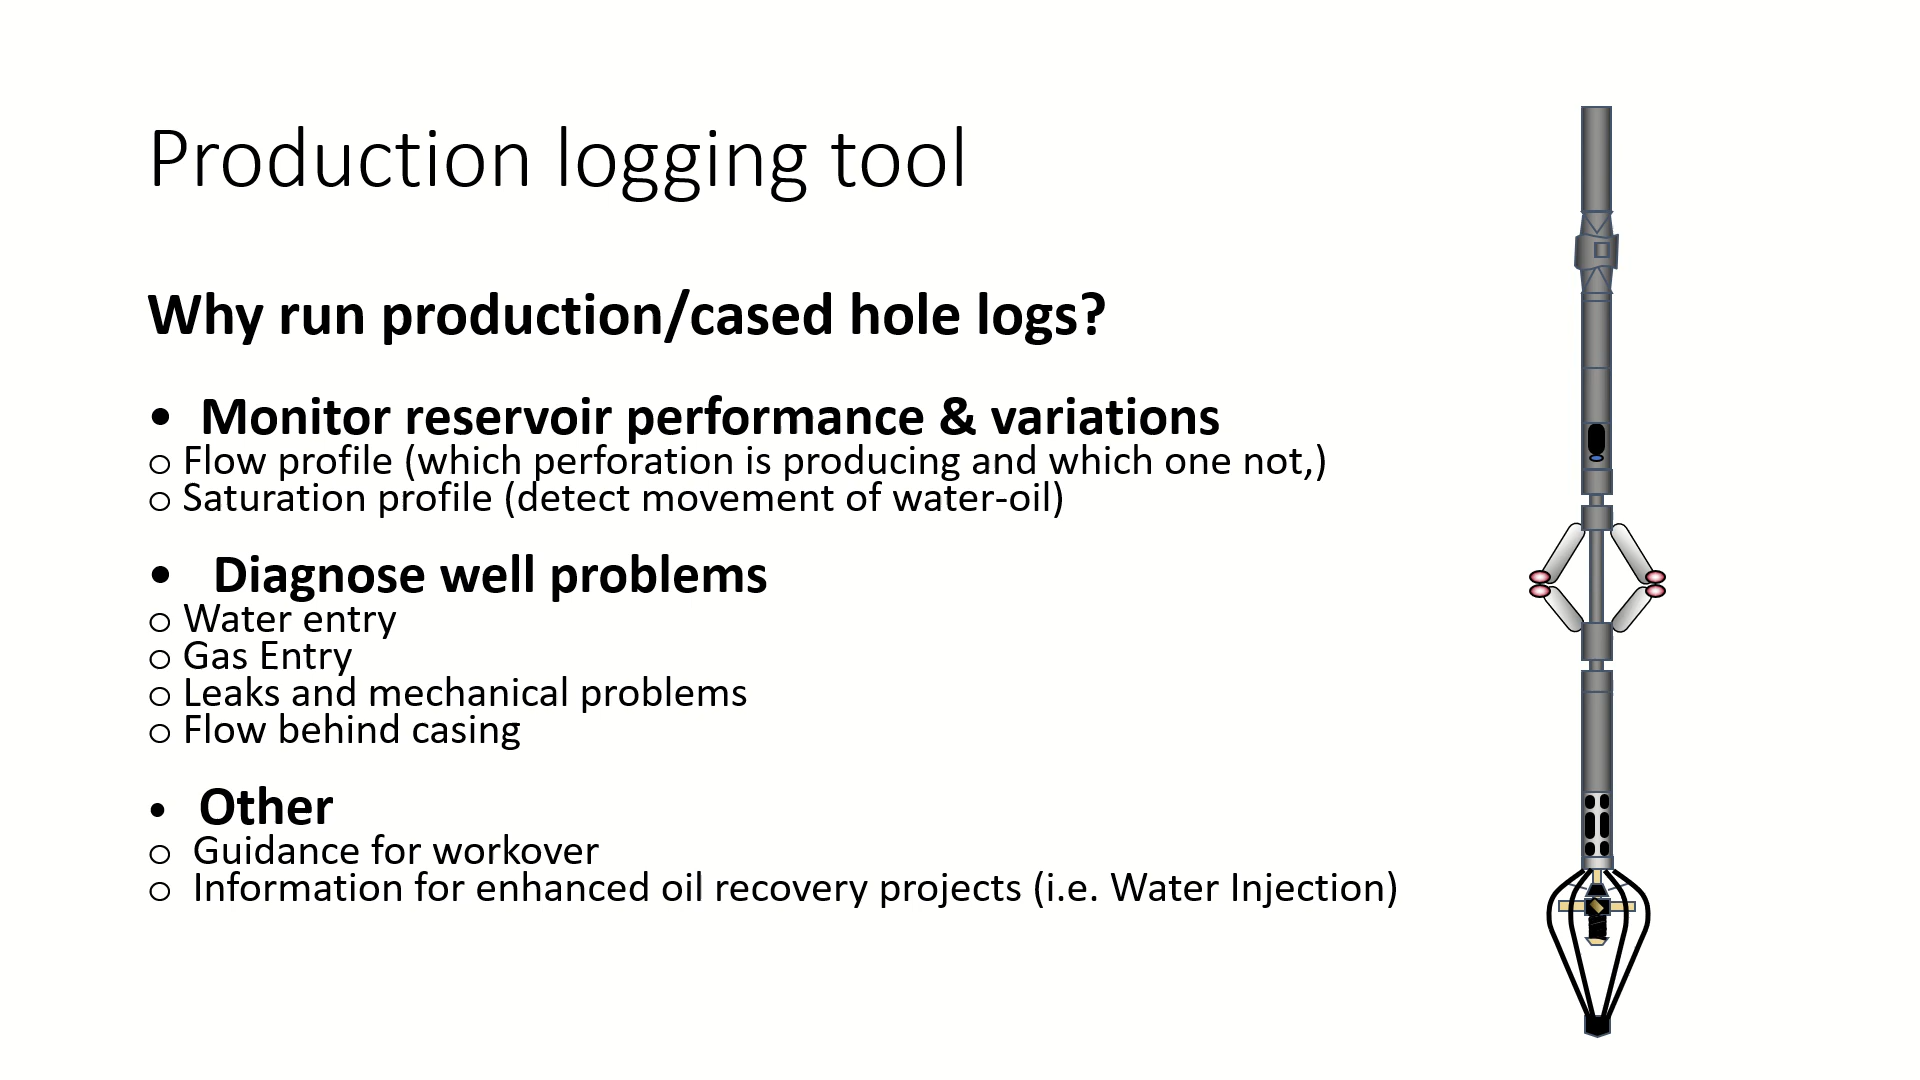 Production logging tool
Why run production/cased hole logs?
• Monitor reservoir performance & variations
o Flow profile (which perforation is producing and which one not,)
o Saturation profile (detect movement of water-oil)
• Diagnose well problems
o Water entry
o Gas Entry
o Leaks and mechanical problems
o Flow behind casing
• Other
o Guidance for workover
o Information for enhanced oil recovery projects (i.e. Water Injection)